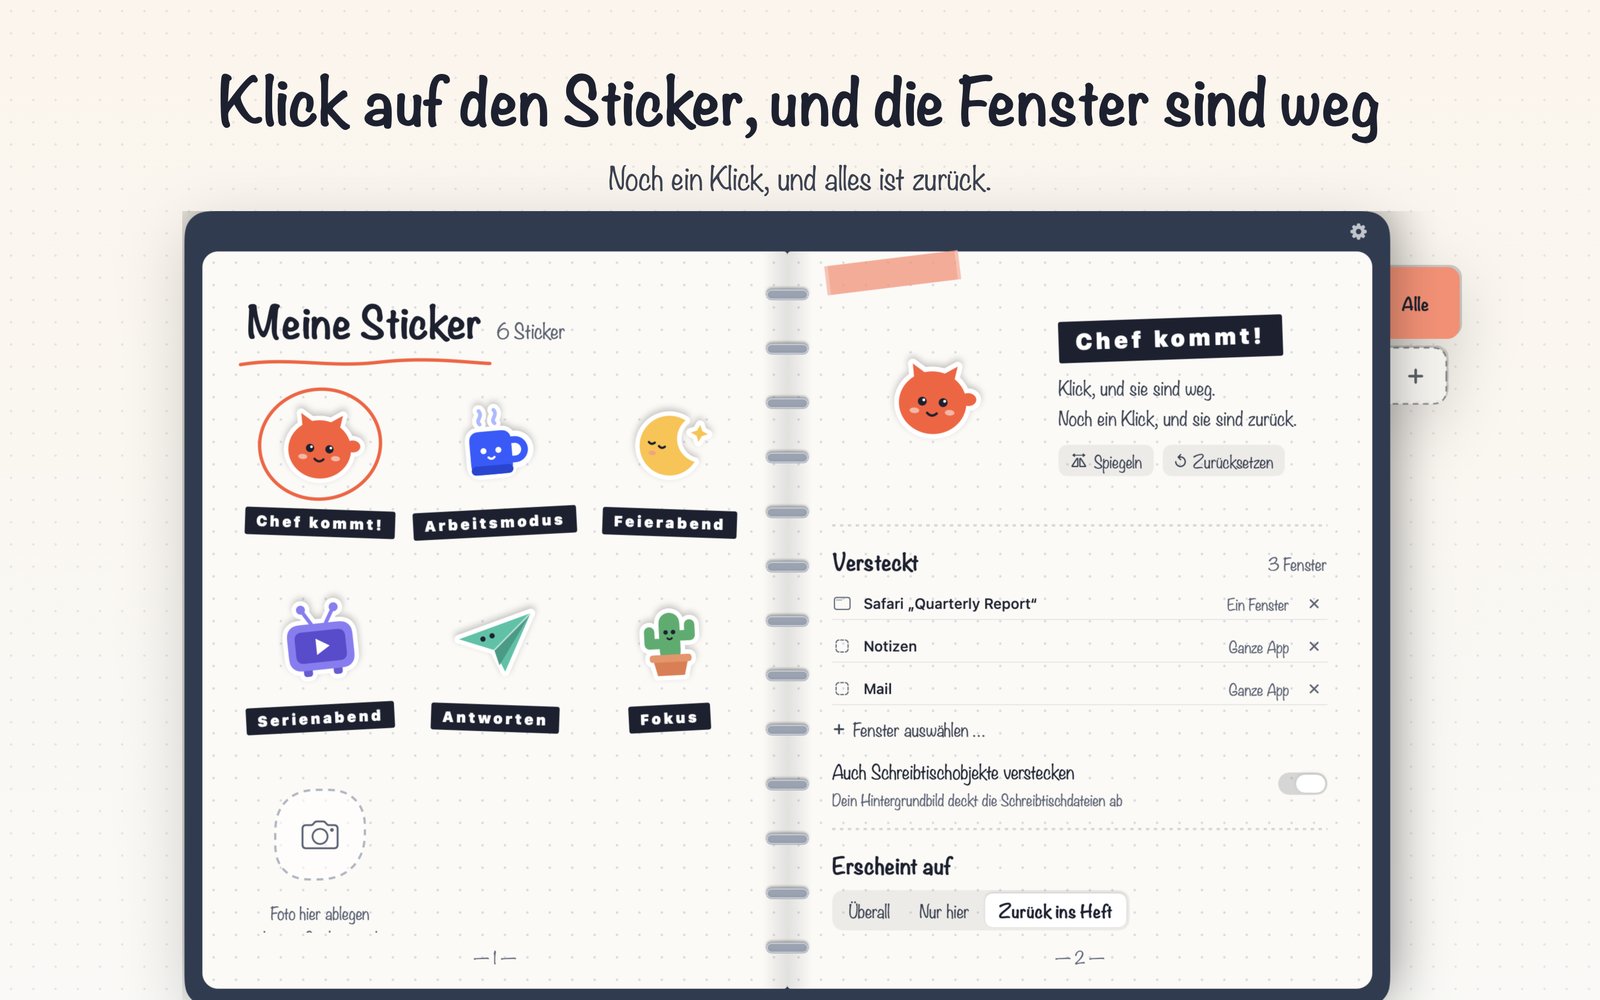 Klick auf den Sticker, und die Fenster sind weg
Noch ein Klick, und alles ist zurück.
Meine Sticker 6 Sticker
Chef kommt!
Arbeitsmodus
Feierabend
Serienabend
Antworten
Fokus
Foto hier ablegen
—1—
Chef kommt!
Klick, und sie sind weg.
Noch ein Klick, und sie sind zurück.
Spiegeln
Zurücksetzen
Versteckt
3 Fenster
Safari „Quarterly Report“
Ein Fenster
Notizen
Ganze App
Mail
Ganze App
+ Fenster auswählen ...
Auch Schreibtischobjekte verstecken
Dein Hintergrundbild deckt die Schreibtischdateien ab
Erscheint auf
Überall
Nur hier
Zurück ins Heft
—2—
Alle
+